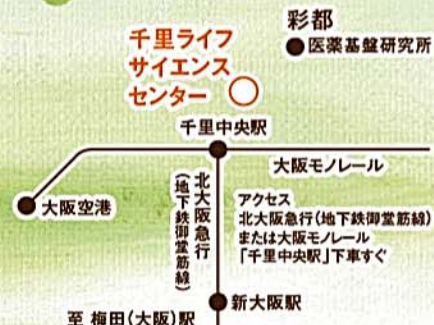 彩都
医薬基盤研究所
千里ライフ
サイエンス
センター
千里中央駅
大阪モノレール
大阪空港
北大阪急行
(地下鉄御堂筋線)
アクセス
北大阪急行(地下鉄御堂筋線)
または大阪モノレール
「千里中央駅」下車すぐ
新大阪駅
至 梅田(大阪)駅